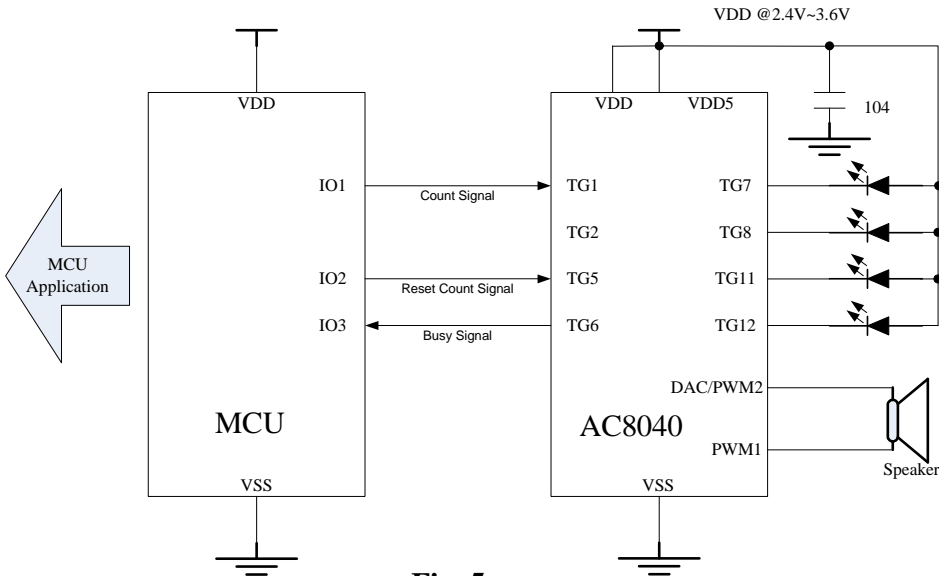 VDD @2.4V~3.6V
VDD
VDD
VDD5
104
IO1
Count Signal
TG1
TG7
TG2
TG8
MCU
Application
IO2
Reset Count Signal
TG5
TG11
IO3
Busy Signal
TG6
TG12
DAC/PWM2
MCU
AC8040
PWM1
Speaker
VSS
VSS